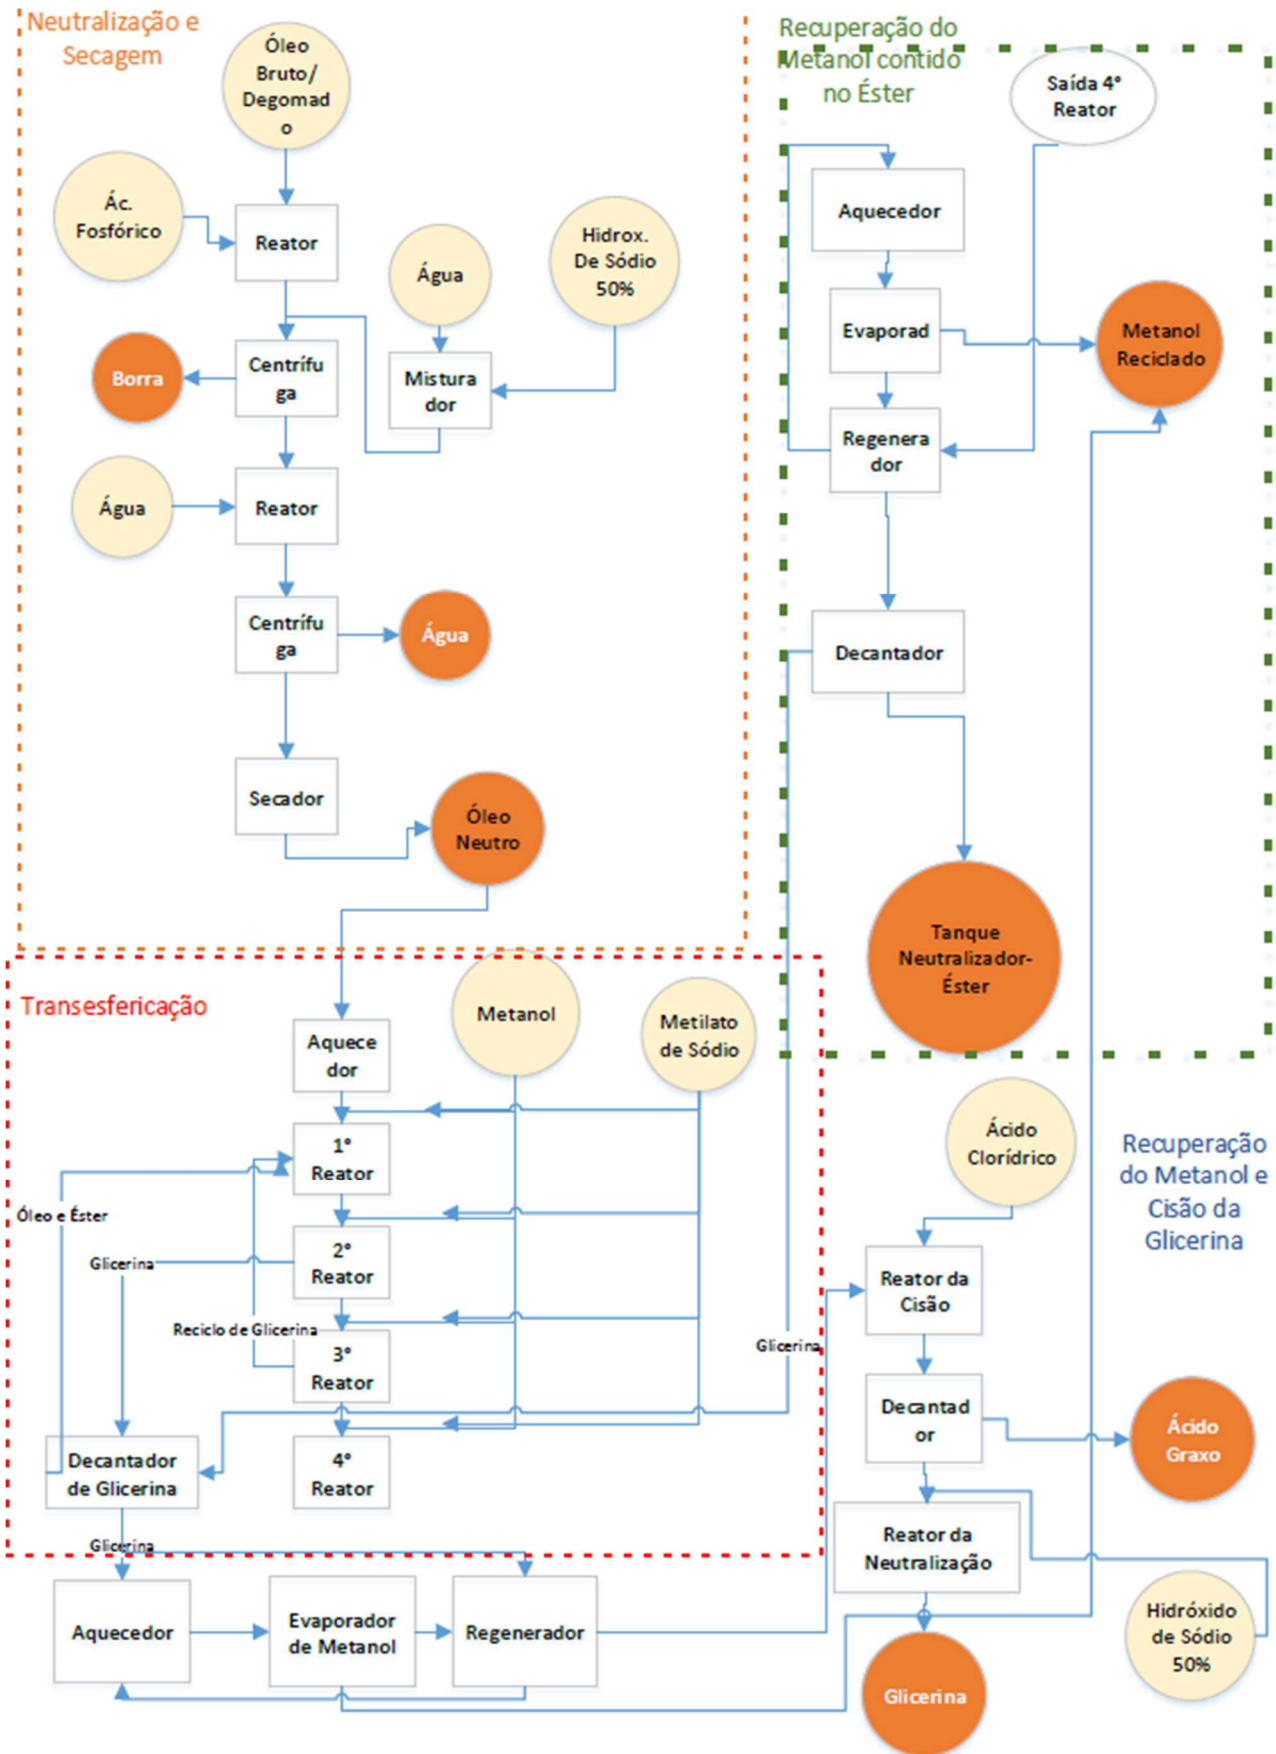 Neutralização e
Secagem
Óleo
Bruto/
Degomad
o
Ác.
Fosfórico
Reator
Água
Hidrox.
De Sódio
50%
Borra
Centrífu
ga
Mistura
dor
Água
Reator
Centrífu
ga
Água
Secador
Óleo
Neutro
Recuperação do
Metanol contido
no Éster
Saída 4°
Reator
Aquecedor
Evaporad
Metanol
Reciclado
Regenera
dor
Decantador
Tanque
Neutralizador-
Éster
Transesfericação
Metanol
Metilato
de Sódio
Aquece
dor
1°
Reator
Óleo e Éster
2°
Reator
Glicerina
Reciclo de Glicerina
3°
Reator
Glicerina
4°
Reator
Decantador
de Glicerina
Glicerina
Aquecedor
Evaporador
de Metanol
Regenerador
Ácido
Clorídrico
Recuperação
do Metanol e
Cisão da
Glicerina
Reator da
Cisão
Decantad
or
Ácido
Graxo
Reator da
Neutralização
Hidróxido
de Sódio
50%
Glicerina